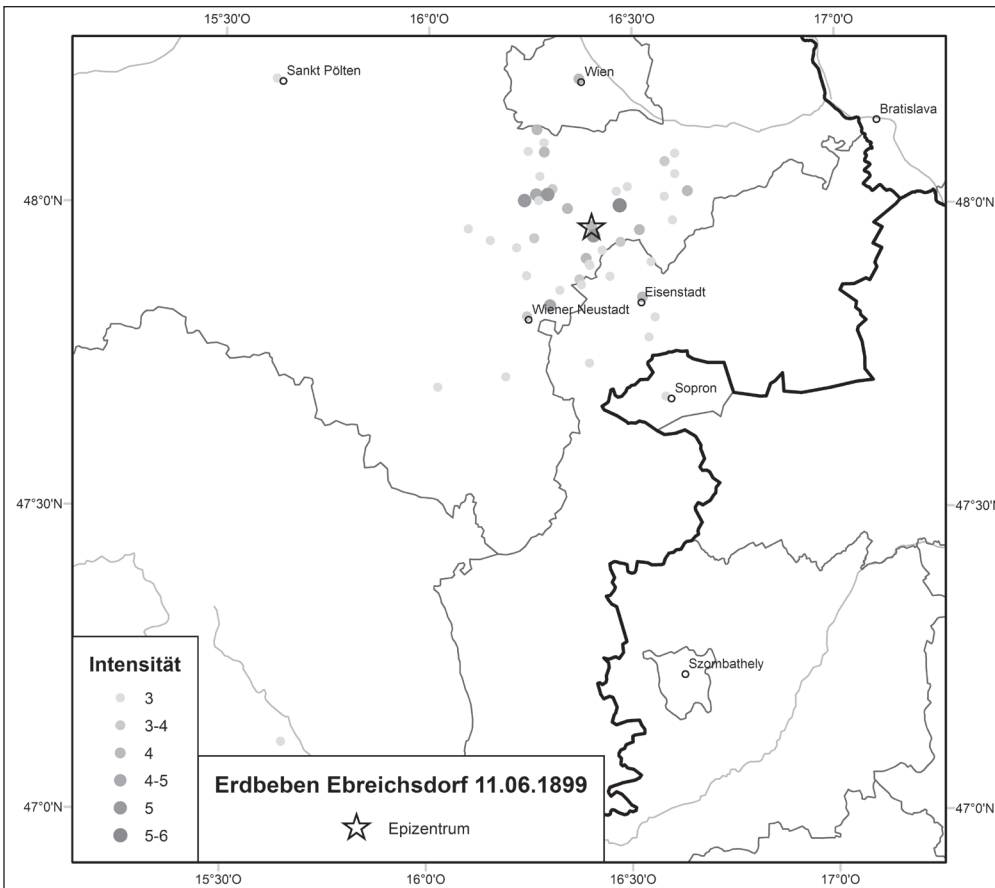 15°30'O 16°0'O 16°30'O 17°0'O
Sankt Pölten
Wien
Bratislava
48°0'N 48°0'N
Eisenstadt
Wiener Neustadt
Sopron
47°30'N 47°30'N
Szombathely
Intensität
3
3-4
4
4-5
5
5-6
Erdbeben Ebreichsdorf 11.06.1899
Epizentrum
47°0'N 47°0'N
15°30'O 16°0'O 16°30'O 17°0'O